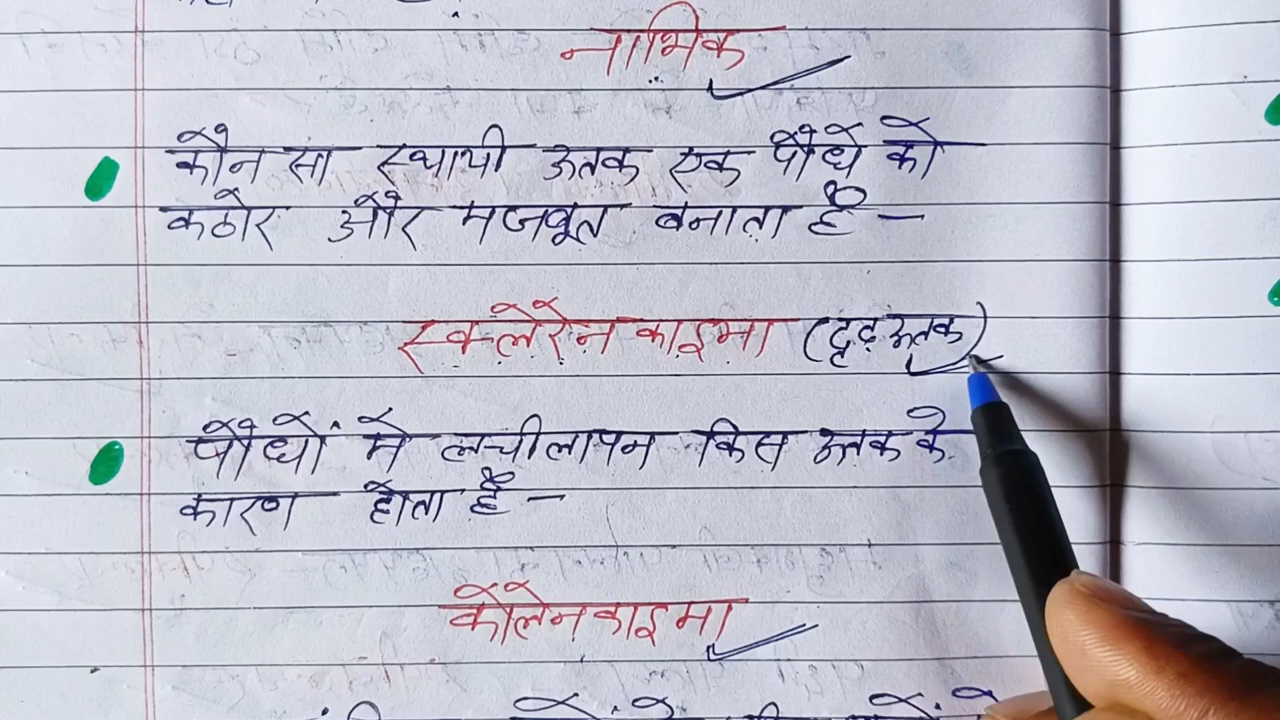 नाभिक
कौन सा स्थायी ऊतक एक पौधे को
कठोर और मजबूत बनाता है –
स्क्लेरेनकाइमा (दृढ़ ऊतक)
पौधों मे लचीलापन किस ऊतक के
कारण होता है –
कोलेनकाइमा